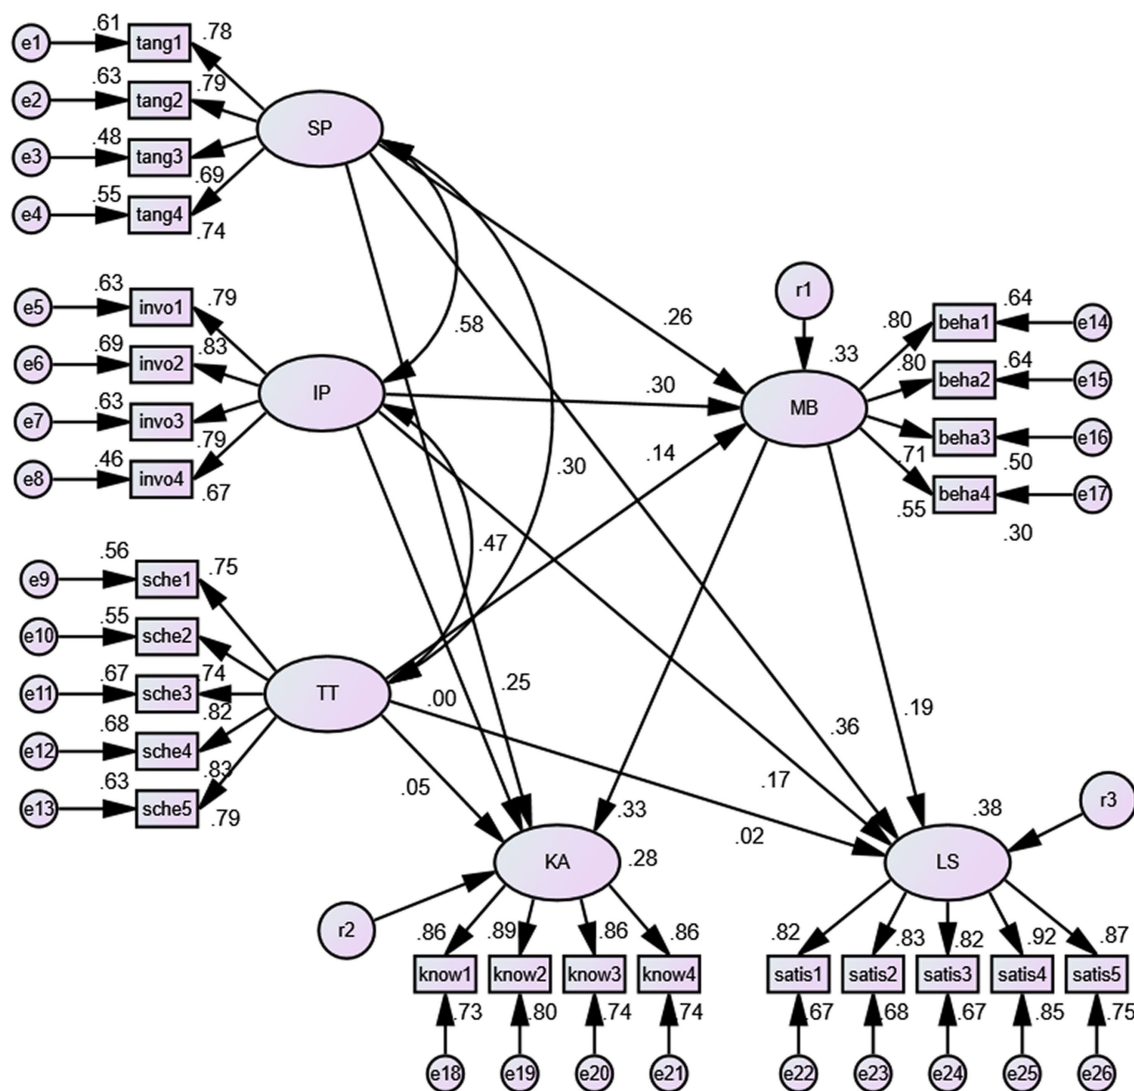 e1 .61 tang1 .78
e2 .63 tang2 .79
e3 .48 tang3 .69
e4 .55 tang4 .74
SP
e5 .63 invo1 .79
e6 .69 invo2 .83
e7 .63 invo3 .79
e8 .46 invo4 .67
IP
e9 .56 sche1 .75
e10 .55 sche2 .74
e11 .67 sche3 .82
e12 .68 sche4 .83
e13 .63 sche5 .79
TT
.58
.30
.47
.26
.30
.14
r1
MB .33
.80 beha1 .64 e14
.80 beha2 .64 e15
.71 beha3 .50 e16
.55 beha4 .30 e17
.00
.25
.05
.33
.36
.17
.19
.02
r2
KA .28
r3
LS .38
.86 .89 .86 .86
know1 know2 know3 know4
.73 .80 .74 .74
e18 e19 e20 e21
.82 .83 .82 .92 .87
satis1 satis2 satis3 satis4 satis5
.67 .68 .67 .85 .75
e22 e23 e24 e25 e26